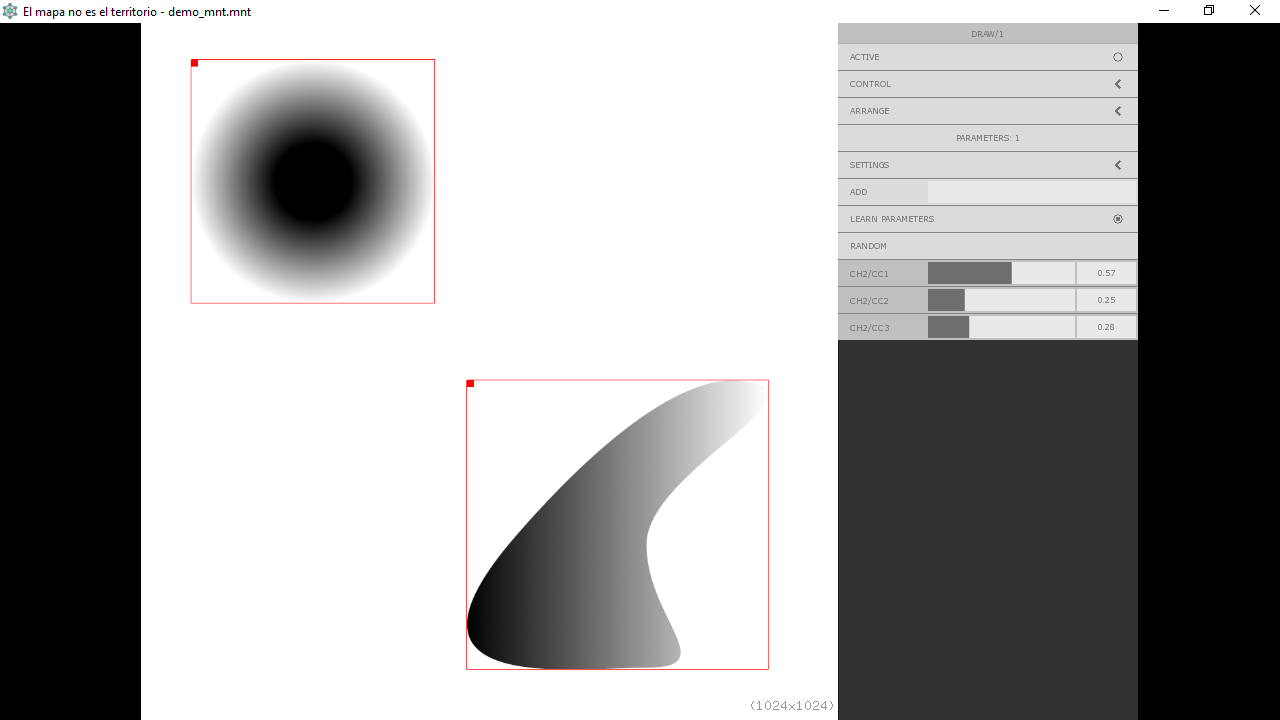 El mapa no es el territorio - demo_mnt.mnt
DRAW/1
ACTIVE
CONTROL
ARRANGE
PARAMETERS: 1
SETTINGS
ADD
LEARN PARAMETERS
RANDOM
CH2/CC1 0.57
CH2/CC2 0.25
CH2/CC3 0.28
(1024x1024)